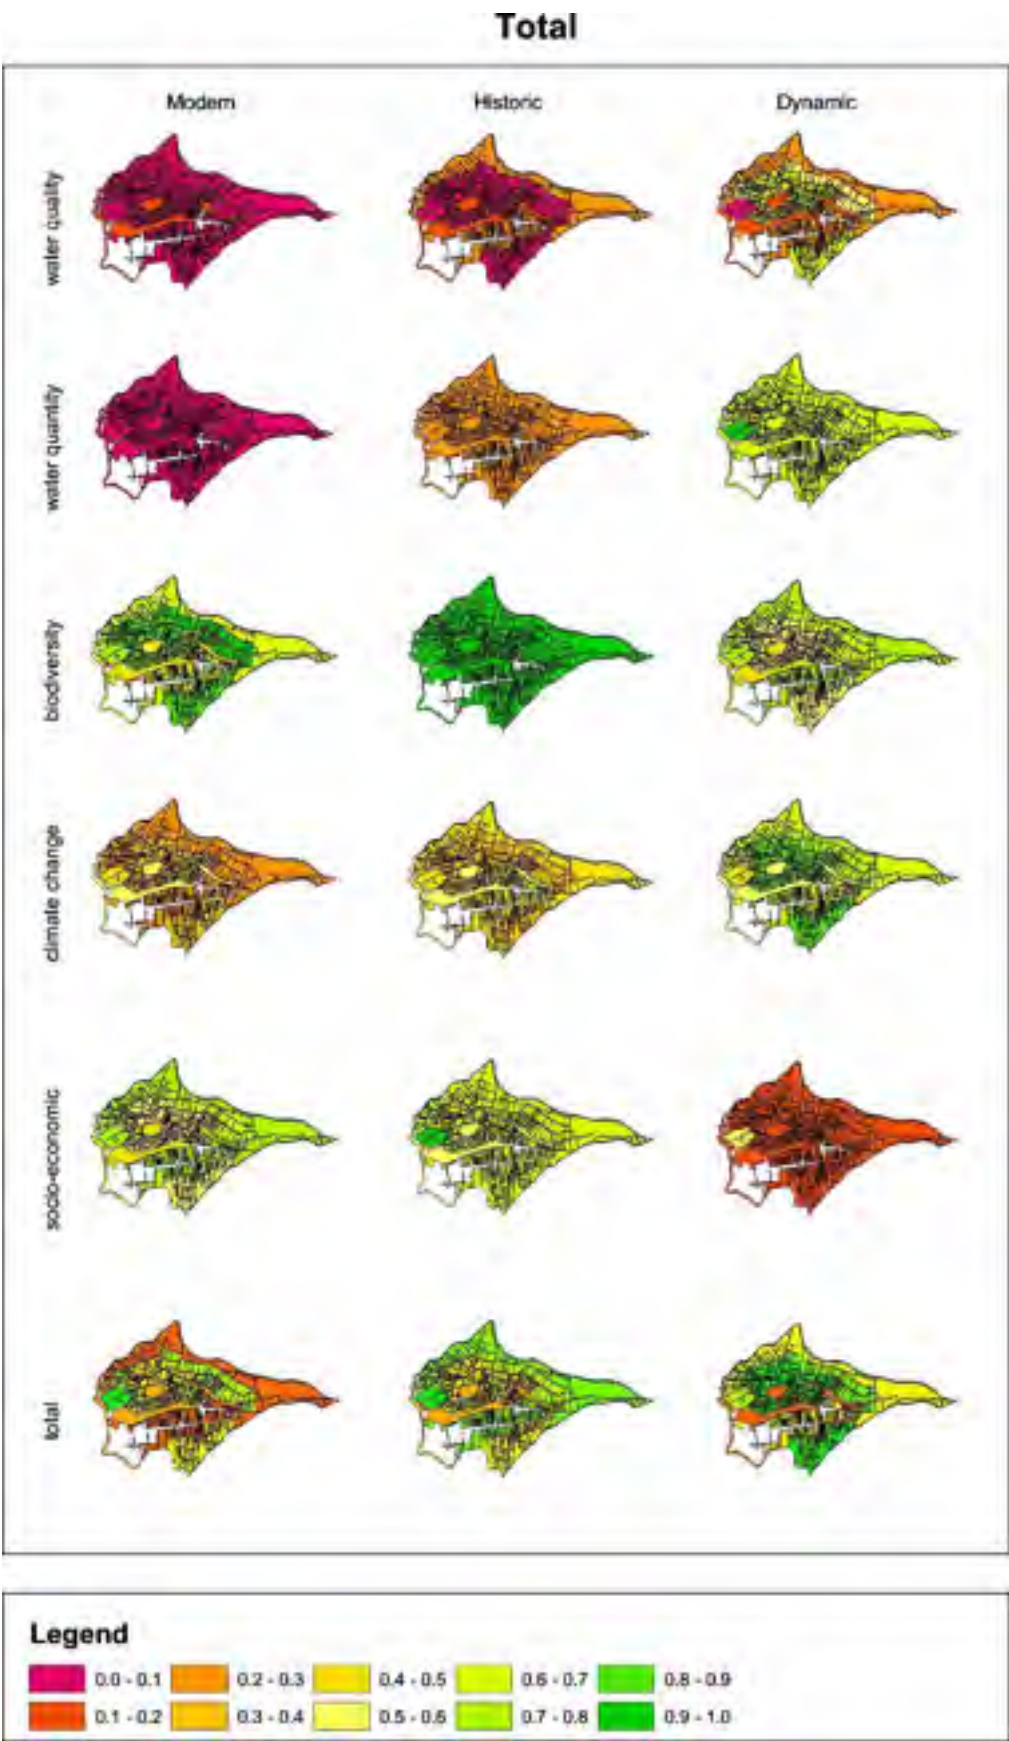 Total
Modern Historic Dynamic
water quality
water quantity
biodiversity
climate change
socio-economic
total
Legend
0.0 - 0.1 0.2 - 0.3 0.4 - 0.5 0.6 - 0.7 0.8 - 0.9
0.1 - 0.2 0.3 - 0.4 0.5 - 0.6 0.7 - 0.8 0.9 - 1.0